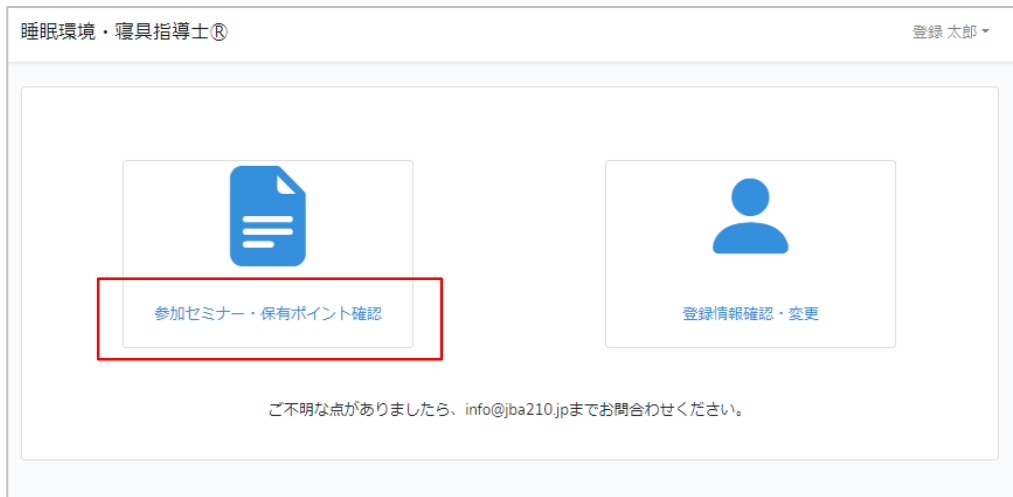 睡眠環境・寝具指導士®
登録 太郎
参加セミナー・保有ポイント確認
登録情報確認・変更
ご不明な点がありましたら、info@jba210.jpまでお問合わせください。